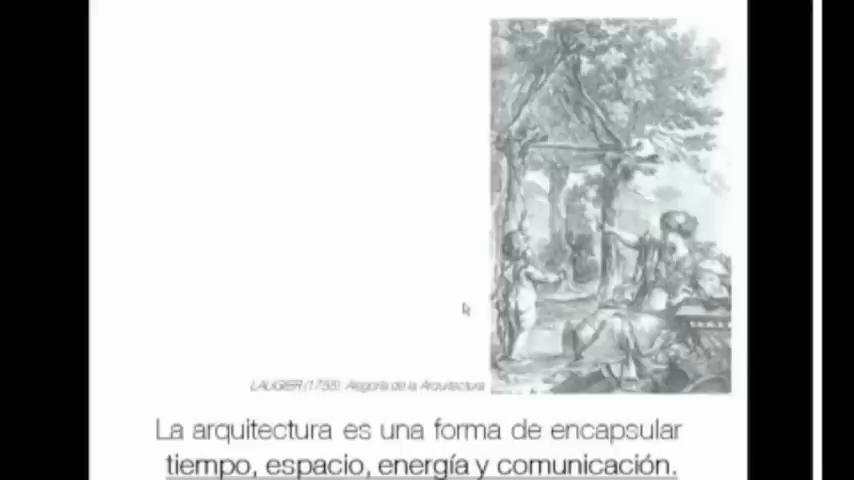 LAUGIER (1755). Alegoría de la Arquitectura
La arquitectura es una forma de encapsular
tiempo, espacio, energía y comunicación.